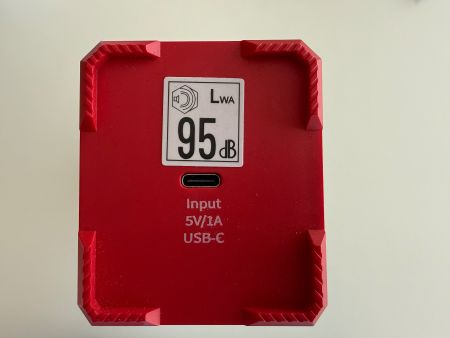 LWA
95dB
Input
5V/1A
USB-C